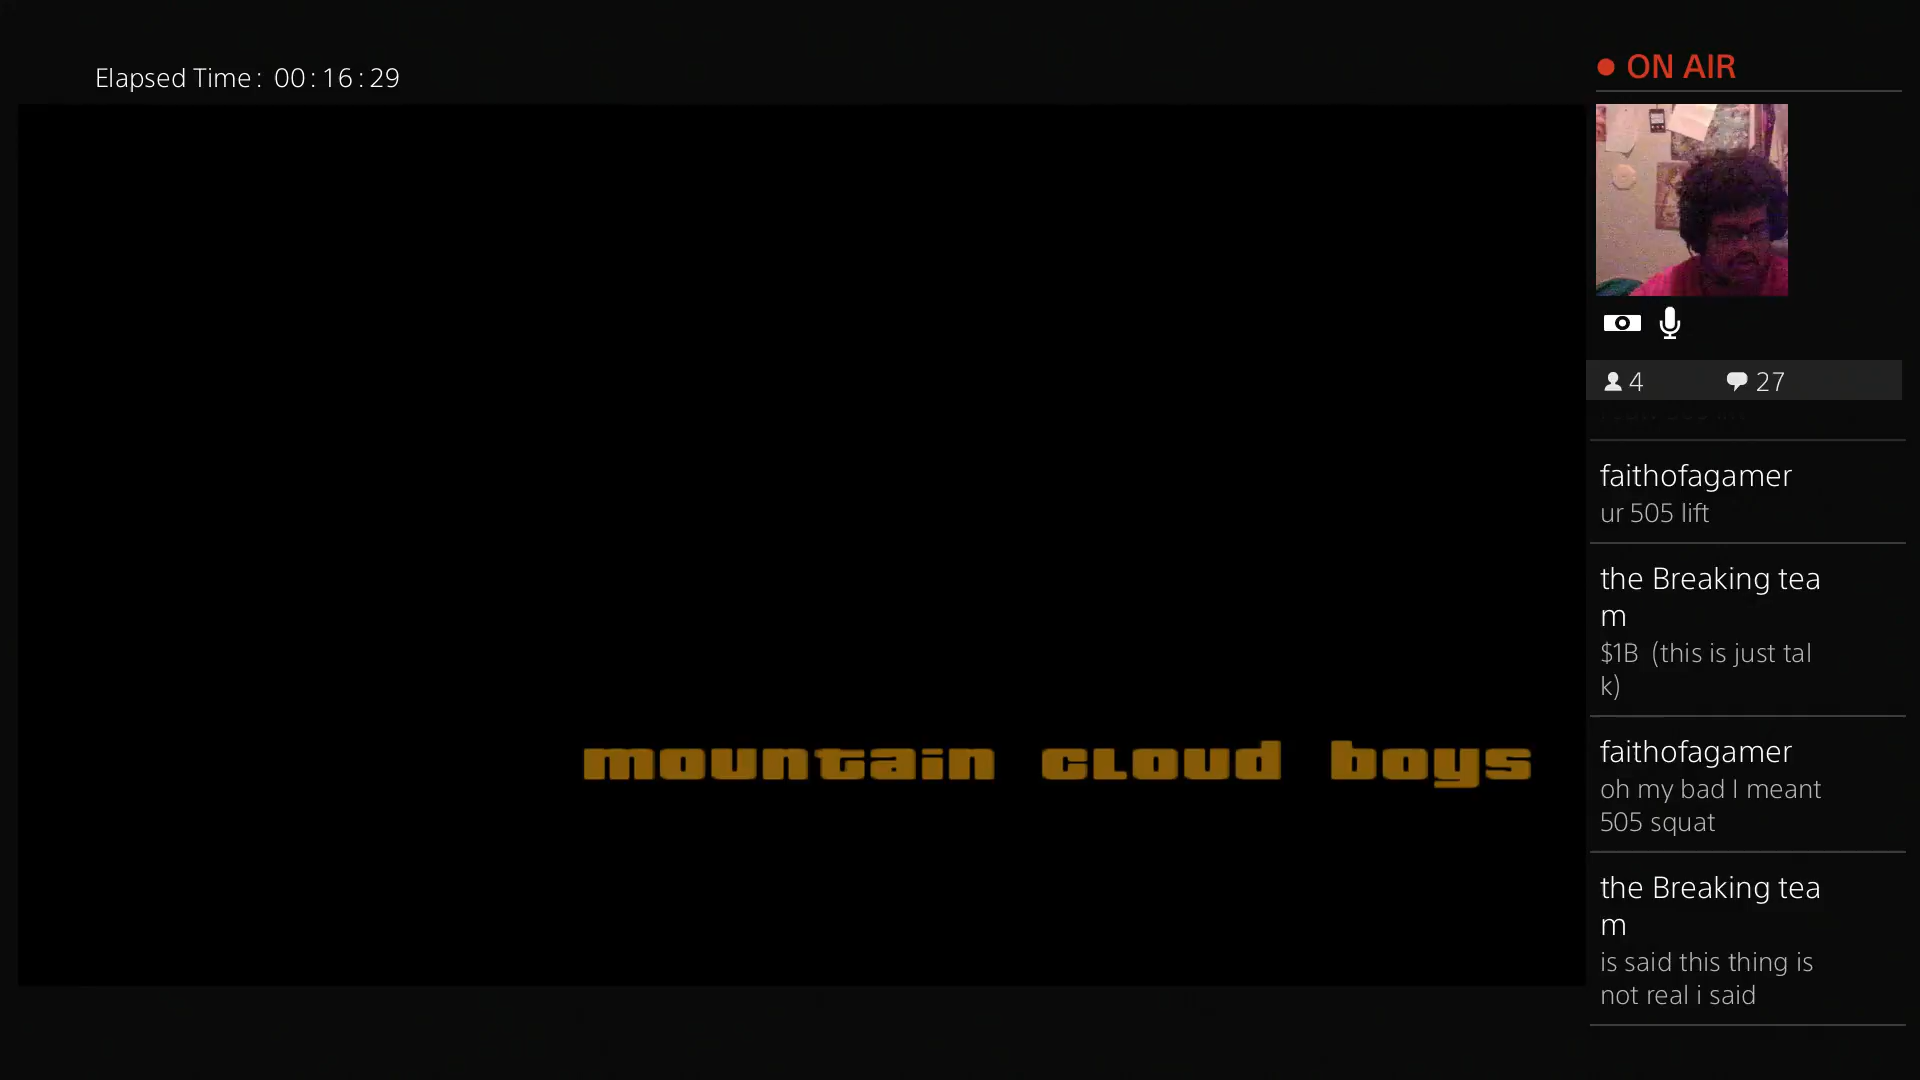 Elapsed Time: 00:16:29
ON AIR
4
27
faithofagamer
ur 505 lift
the Breaking tea
m
$1B (this is just tal
k)
faithofagamer
oh my bad I meant
505 squat
the Breaking tea
m
is said this thing is
not real i said
mountain cloud boys